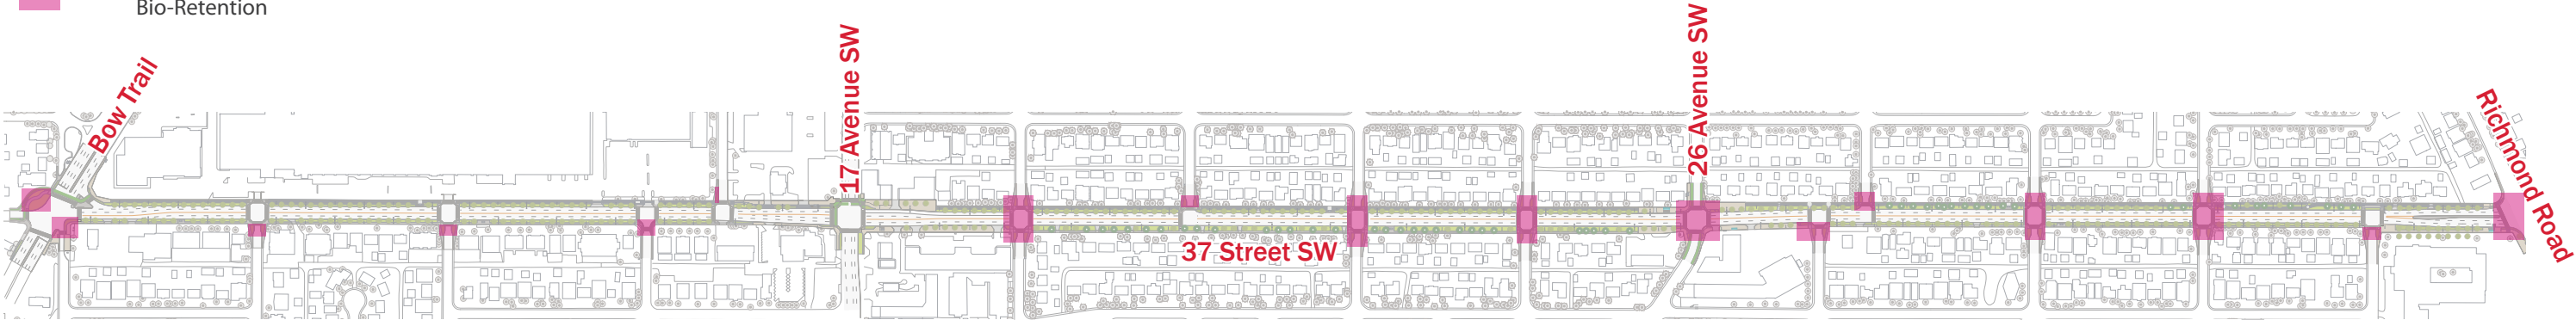 Bio-Retention
Bow Trail
17 Avenue SW
26 Avenue SW
Richmond Road
37 Street SW